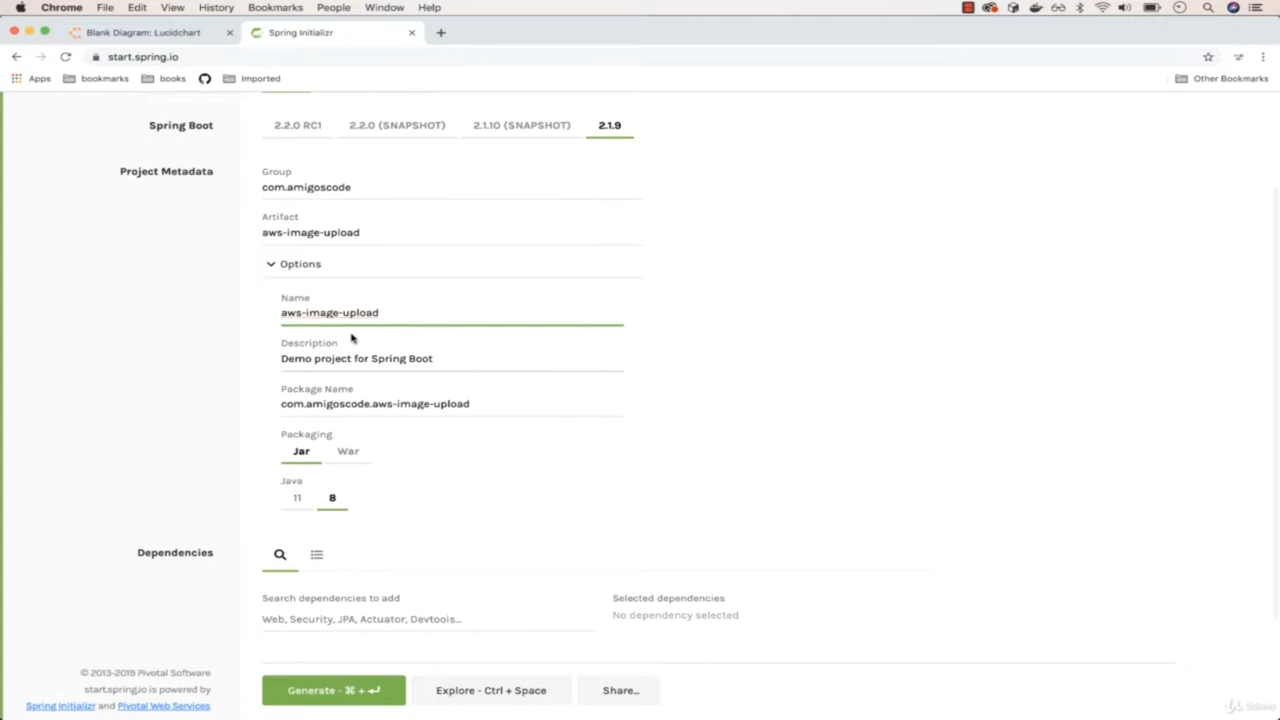 Chrome File Edit View History Bookmarks People Window Help
Blank Diagram: Lucidchart
Spring Initializr
start.spring.io
Apps bookmarks books Imported Other Bookmarks
Spring Boot
2.2.0 RC1 2.2.0 (SNAPSHOT) 2.1.10 (SNAPSHOT) 2.1.9
Project Metadata
Group
com.amigoscode
Artifact
aws-image-upload
Options
Name
aws-image-upload
Description
Demo project for Spring Boot
Package Name
com.amigoscode.aws-image-upload
Packaging
Jar War
Java
11 8
Dependencies
Search dependencies to add
Web, Security, JPA, Actuator, Devtools...
Selected dependencies
No dependency selected
© 2013-2019 Pivotal Software
start.spring.io is powered by
Spring Initializr and Pivotal Web Services
Generate - ⌘ + ↵
Explore - Ctrl + Space
Share...
Udemy